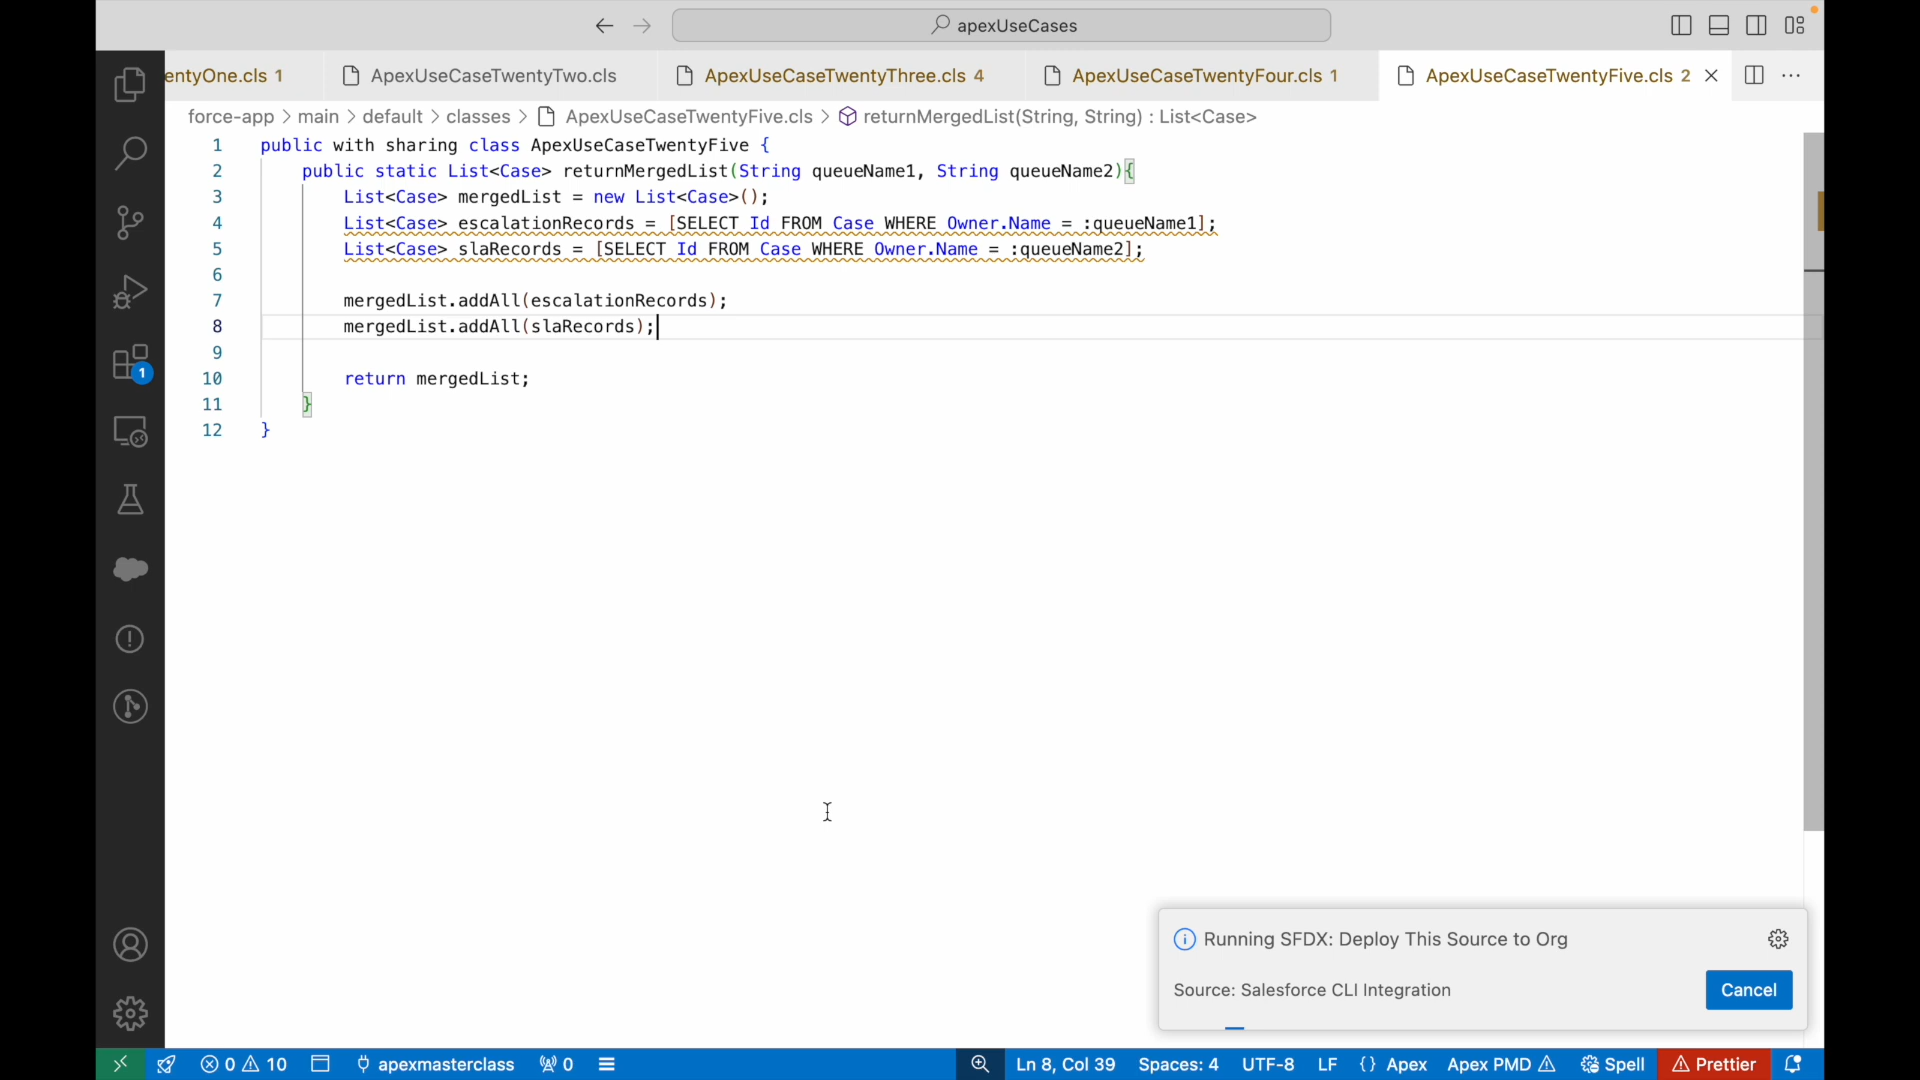 apexUseCases
entyOne.cls 1 ApexUseCaseTwentyTwo.cls ApexUseCaseTwentyThree.cls 4 ApexUseCaseTwentyFour.cls 1 ApexUseCaseTwentyFive.cls 2
force-app > main > default > classes > ApexUseCaseTwentyFive.cls > returnMergedList(String, String) : List<Case>
1 public with sharing class ApexUseCaseTwentyFive {
2 public static List<Case> returnMergedList(String queueName1, String queueName2){
3 List<Case> mergedList = new List<Case>();
4 List<Case> escalationRecords = [SELECT Id FROM Case WHERE Owner.Name = :queueName1];
5 List<Case> slaRecords = [SELECT Id FROM Case WHERE Owner.Name = :queueName2];
6
7 mergedList.addAll(escalationRecords);
8 mergedList.addAll(slaRecords);
9
10 return mergedList;
11 }
12 }
1
Running SFDX: Deploy This Source to Org
Source: Salesforce CLI Integration Cancel
0 10 apexmasterclass 0 Ln 8, Col 39 Spaces: 4 UTF-8 LF {} Apex Apex PMD Spell Prettier